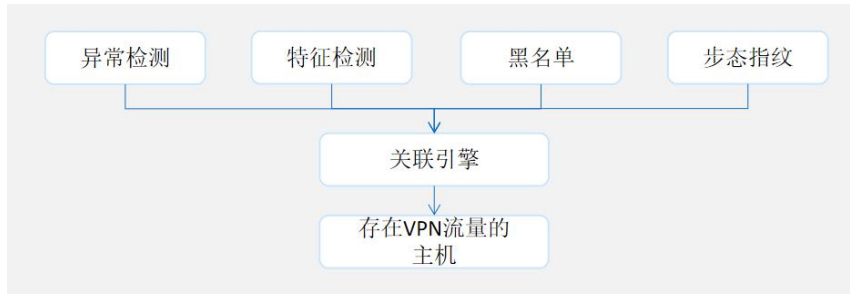 异常检测
特征检测
黑名单
步态指纹
关联引擎
存在VPN流量的
主机